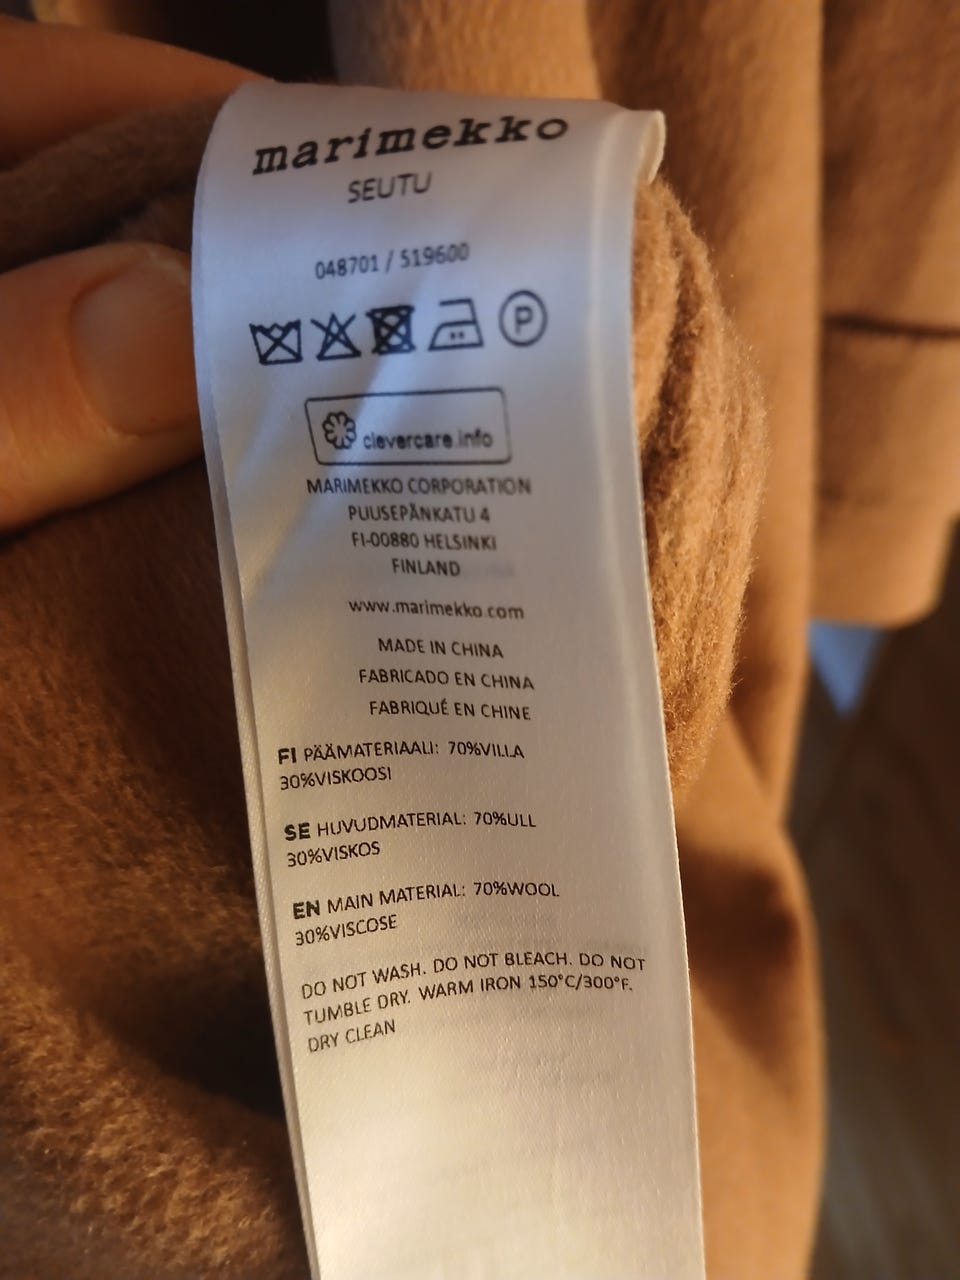 marimekko
SEUTU
048701 / 519600
P
clevercare.info
MARIMEKKO CORPORATION
PUUSEPÄNKATU 4
FI-00880 HELSINKI
FINLAND
www.marimekko.com
MADE IN CHINA
FABRICADO EN CHINA
FABRIQUÉ EN CHINE
FI PÄÄMATERIAALI: 70%VILLA
30%VISKOOSI
SE HUVUDMATERIAL: 70%ULL
30%VISKOS
EN MAIN MATERIAL: 70%WOOL
30%VISCOSE
DO NOT WASH. DO NOT BLEACH. DO NOT
TUMBLE DRY. WARM IRON 150°C/300°F.
DRY CLEAN